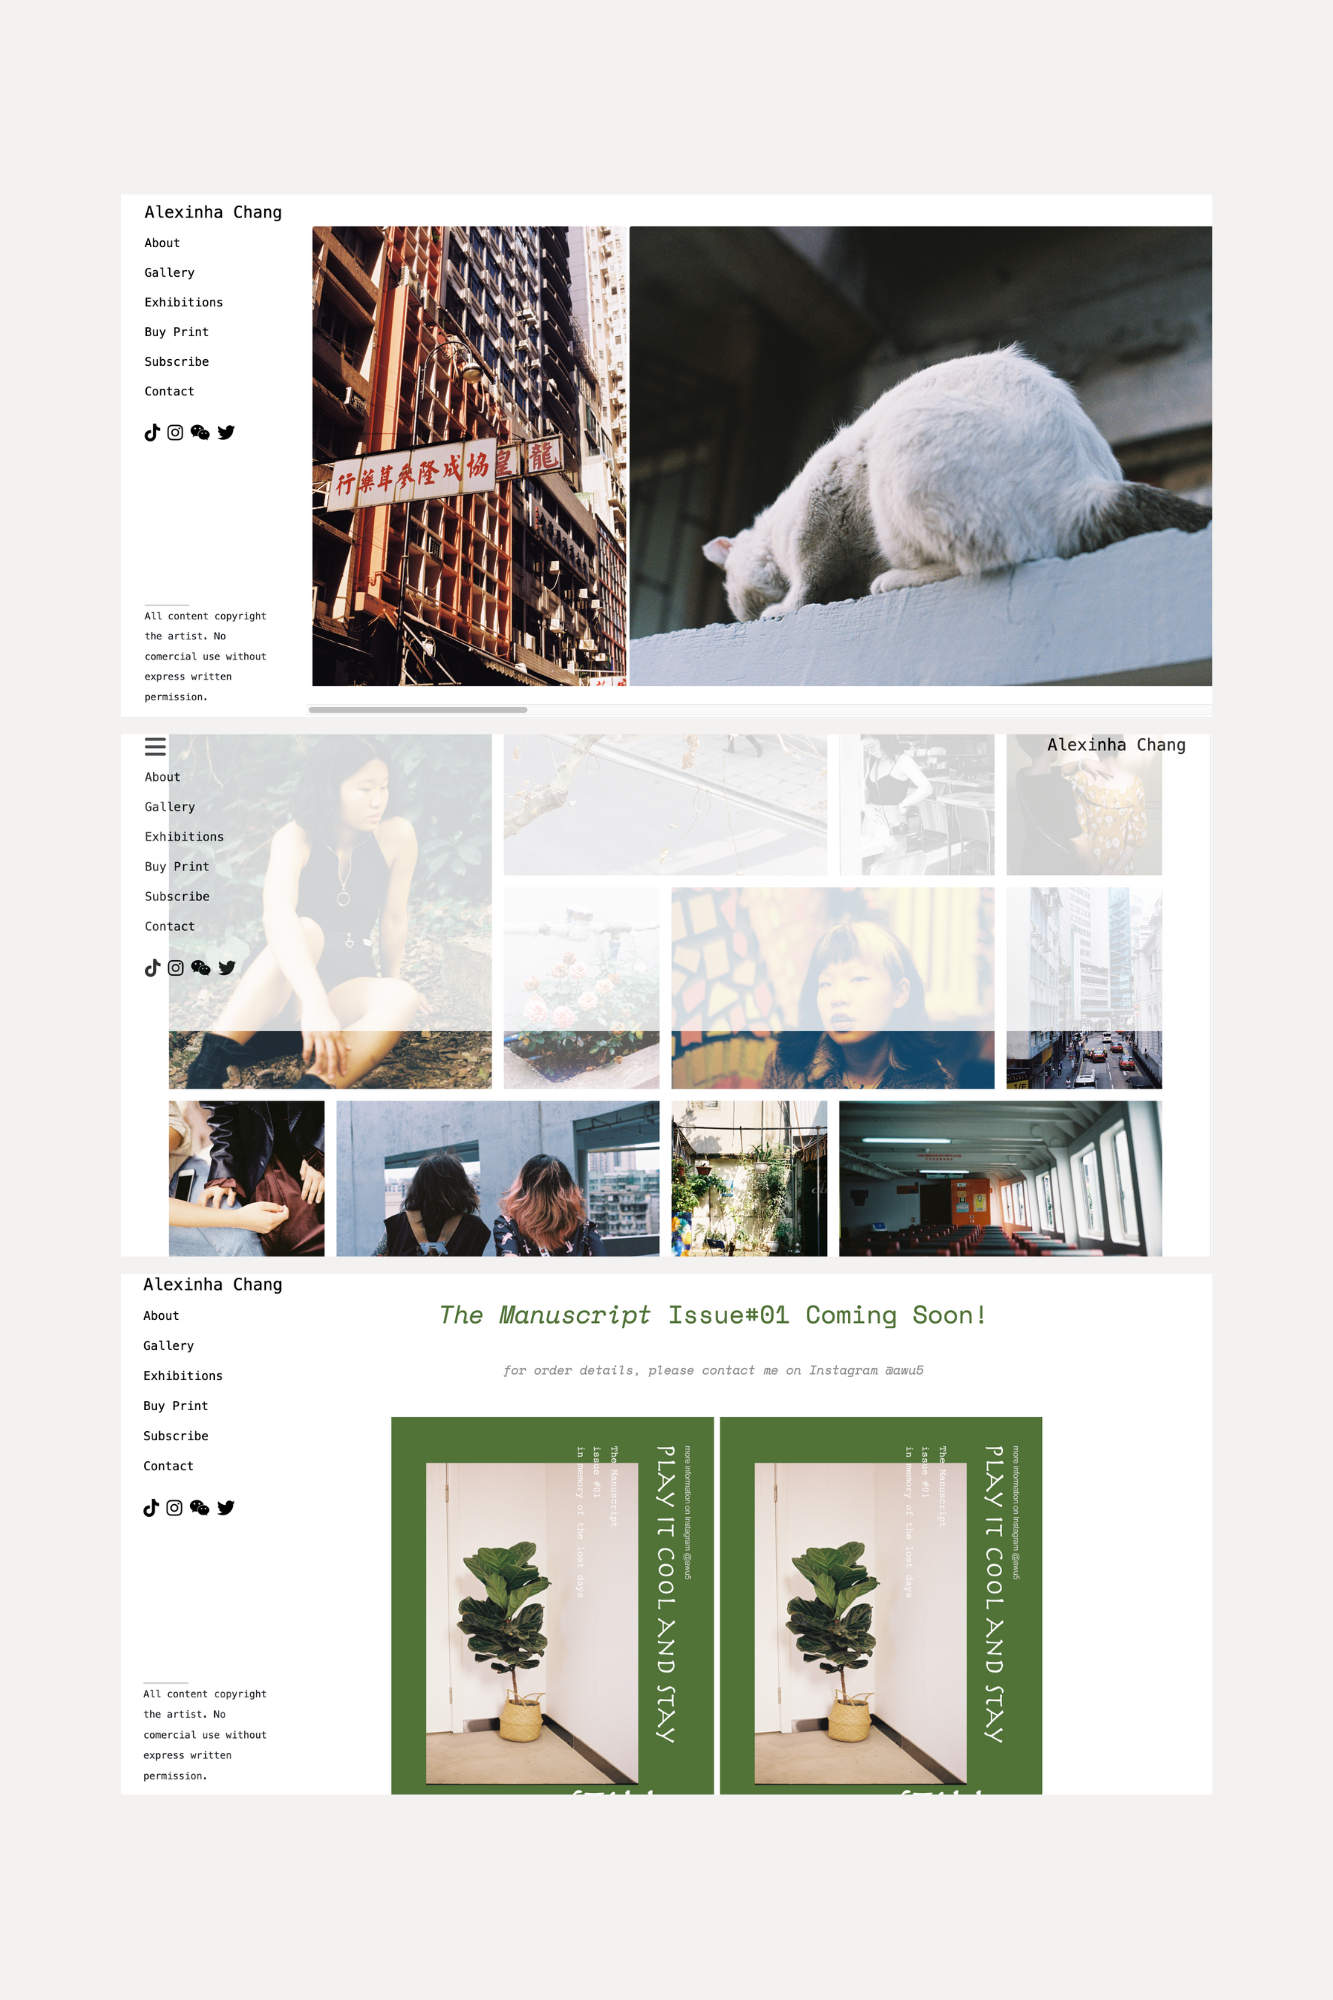 Alexinha Chang
About
Gallery
Exhibitions
Buy Print
Subscribe
Contact
All content copyright
the artist. No
comercial use without
express written
permission.
行藥茸參隆成協
皇龍
Alexinha Chang
About
Gallery
Exhibitions
Buy Print
Subscribe
Contact
Alexinha Chang
About
Gallery
Exhibitions
Buy Print
Subscribe
Contact
All content copyright
the artist. No
comercial use without
express written
permission.
The Manuscript Issue#01 Coming Soon!
for order details, please contact me on Instagram @awu5
more information on Instagram @awu5
PLAY IT COOL AND STAY
The Manuscript
issue #01
in memory of the lost days
more information on Instagram @awu5
PLAY IT COOL AND STAY
The Manuscript
issue #01
in memory of the lost days